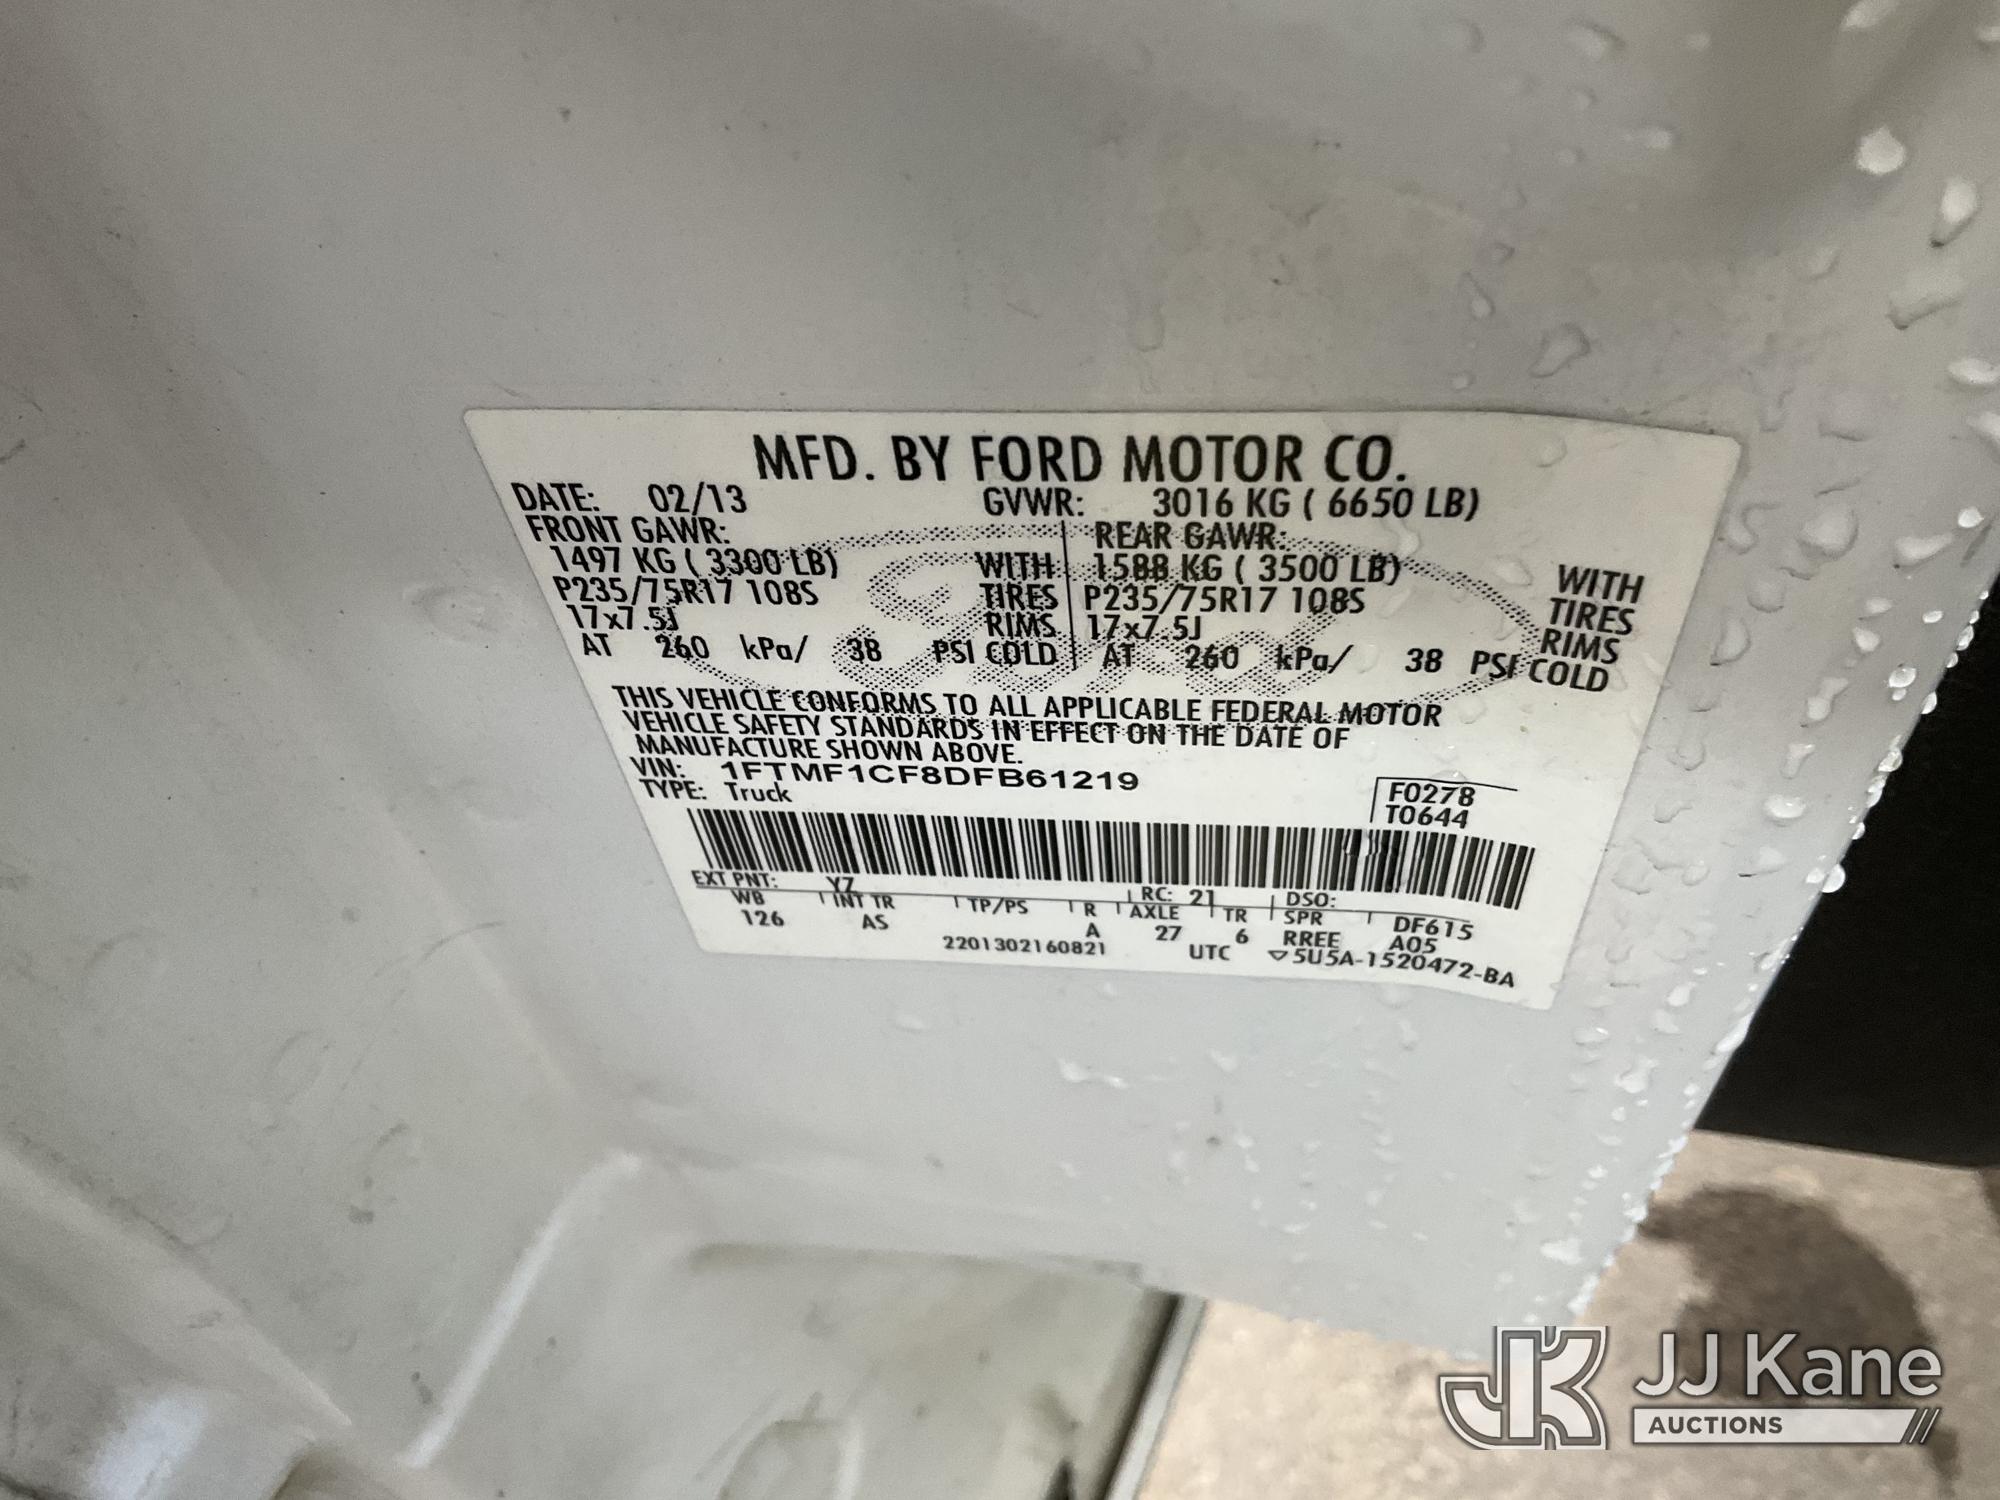 MFD. BY FORD MOTOR CO.
DATE: 02/13 GVWR: 3016 KG ( 6650 LB)
FRONT GAWR: REAR GAWR:
1497 KG ( 3300 LB) WITH 1588 KG ( 3500 LB) WITH
P235/75R17 108S TIRES P235/75R17 108S TIRES
17x7.5J RIMS 17x7.5J RIMS
AT 260 kPa/ 38 PSI COLD AT 260 kPa/ 38 PSI COLD
THIS VEHICLE CONFORMS TO ALL APPLICABLE FEDERAL MOTOR
VEHICLE SAFETY STANDARDS IN EFFECT ON THE DATE OF
MANUFACTURE SHOWN ABOVE.
VIN: 1FTMF1CF8DFB61219
TYPE: Truck
F0278
T0644
EXT PNT: YZ RC: 21 DSO:
WB INT TR TP/PS R AXLE TR SPR DF615
126 AS A 27 6 RREE A05
2201302160821 UTC ▽5U5A-1520472-BA
JK JJ Kane
AUCTIONS